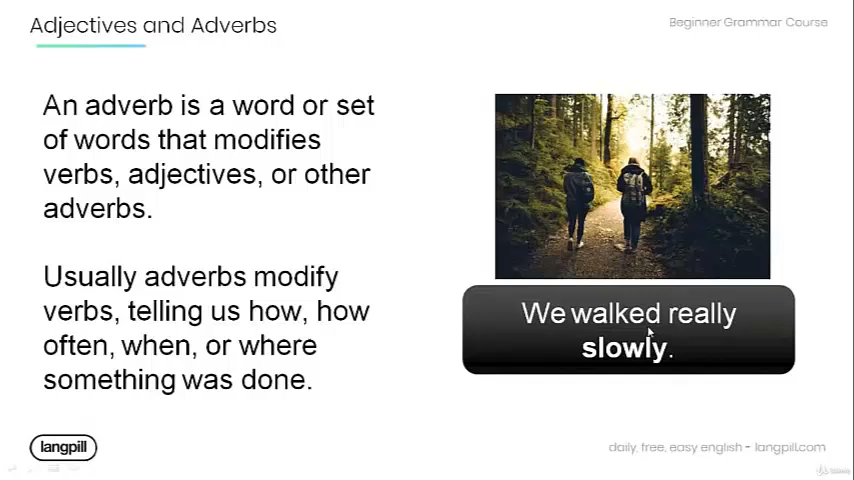 Adjectives and Adverbs
Beginner Grammar Course
An adverb is a word or set
of words that modifies
verbs, adjectives, or other
adverbs.
Usually adverbs modify
verbs, telling us how, how
often, when, or where
something was done.
We walked really
slowly.
langpill
daily, free, easy english - langpill.com
Udemy